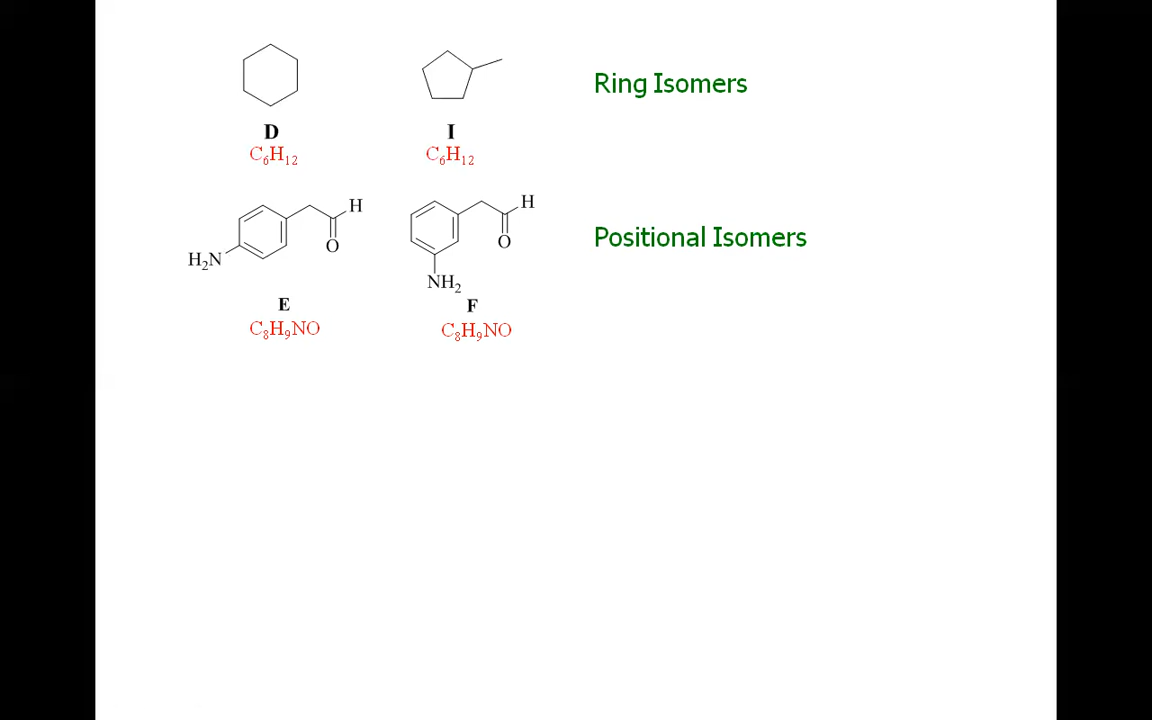 D I Ring Isomers
C₆H₁₂ C₆H₁₂
H O H₂N H O NH₂ Positional Isomers
E F
C₈H₉NO C₈H₉NO